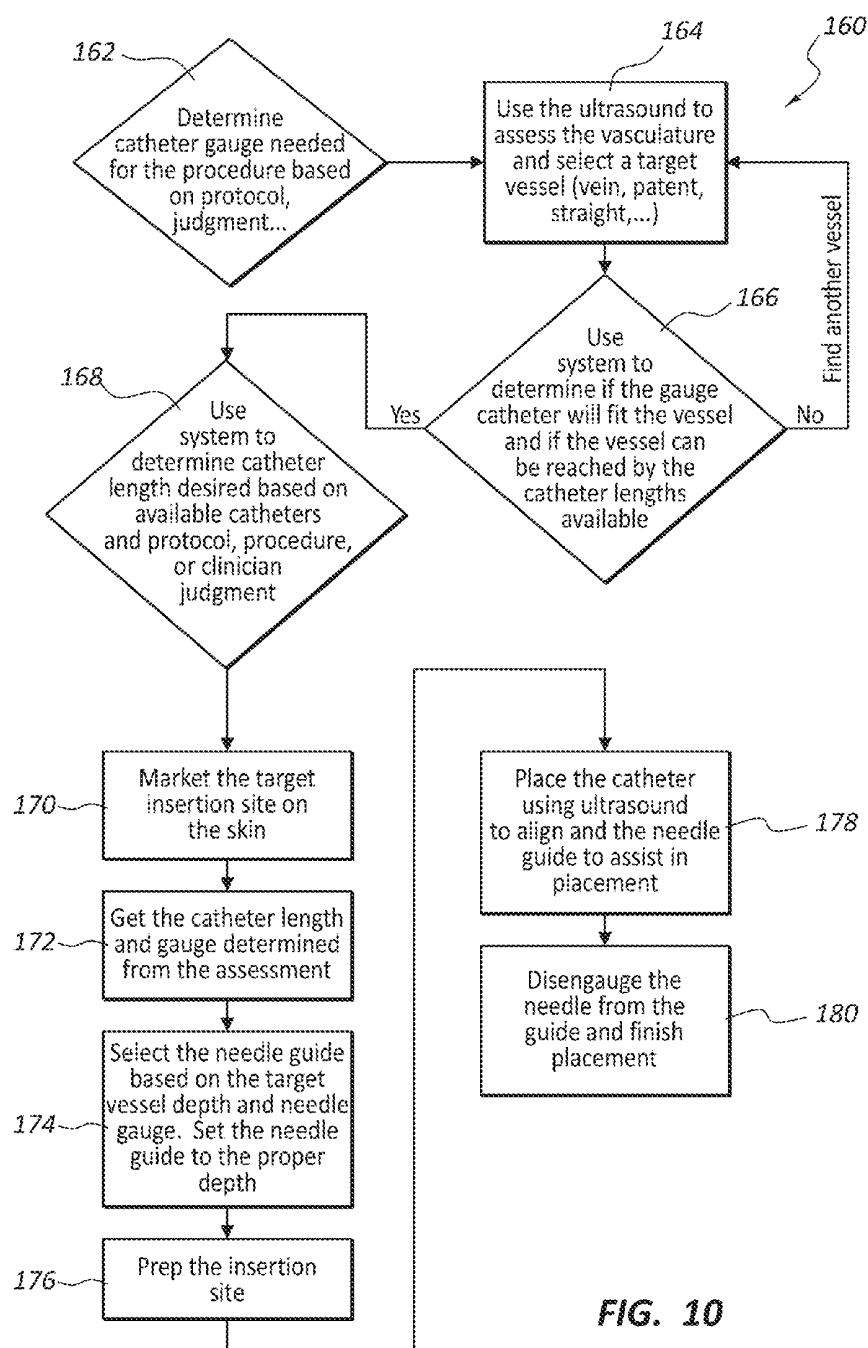 162
Determine
catheter gauge needed
for the procedure based
on protocol,
judgment...
164
160
Use the ultrasound to
assess the vasculature
and select a target
vessel (vein, patent,
straight,...)
Find another vessel
166
Use
system to
determine if the gauge
catheter will fit the vessel
and if the vessel can
be reached by the
catheter lengths
available
Yes
No
168
Use
system to
determine catheter
length desired based on
available catheters
and protocol, procedure,
or clinician
judgment
170
Market the target
insertion site on
the skin
172
Get the catheter length
and gauge determined
from the assessment
174
Select the needle guide
based on the target
vessel depth and needle
gauge. Set the needle
guide to the proper
depth
176
Prep the insertion
site
Place the catheter
using ultrasound
to align and the needle
guide to assist in
placement
178
Disengauge the
needle from the
guide and finish
placement
180
FIG. 10